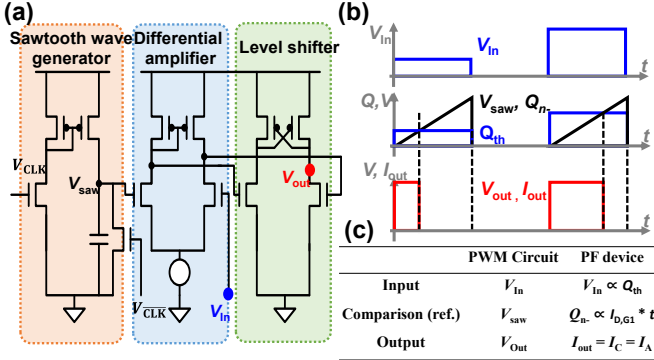 (a)
Sawtooth wave generator
Differential amplifier
Level shifter
V_CLK
V_saw
V_out
V_CLK̅
V_In
(b)
V_In
V_In
t
Q, V
V_saw, Q_n-
Q_th
t
V, I_out
V_out , I_out
t
(c)
PWM Circuit PF device
Input V_In V_In ∝ Q_th
Comparison (ref.) V_saw Q_n- ∝ I_D,G1 * t
Output V_Out I_out = I_C = I_A